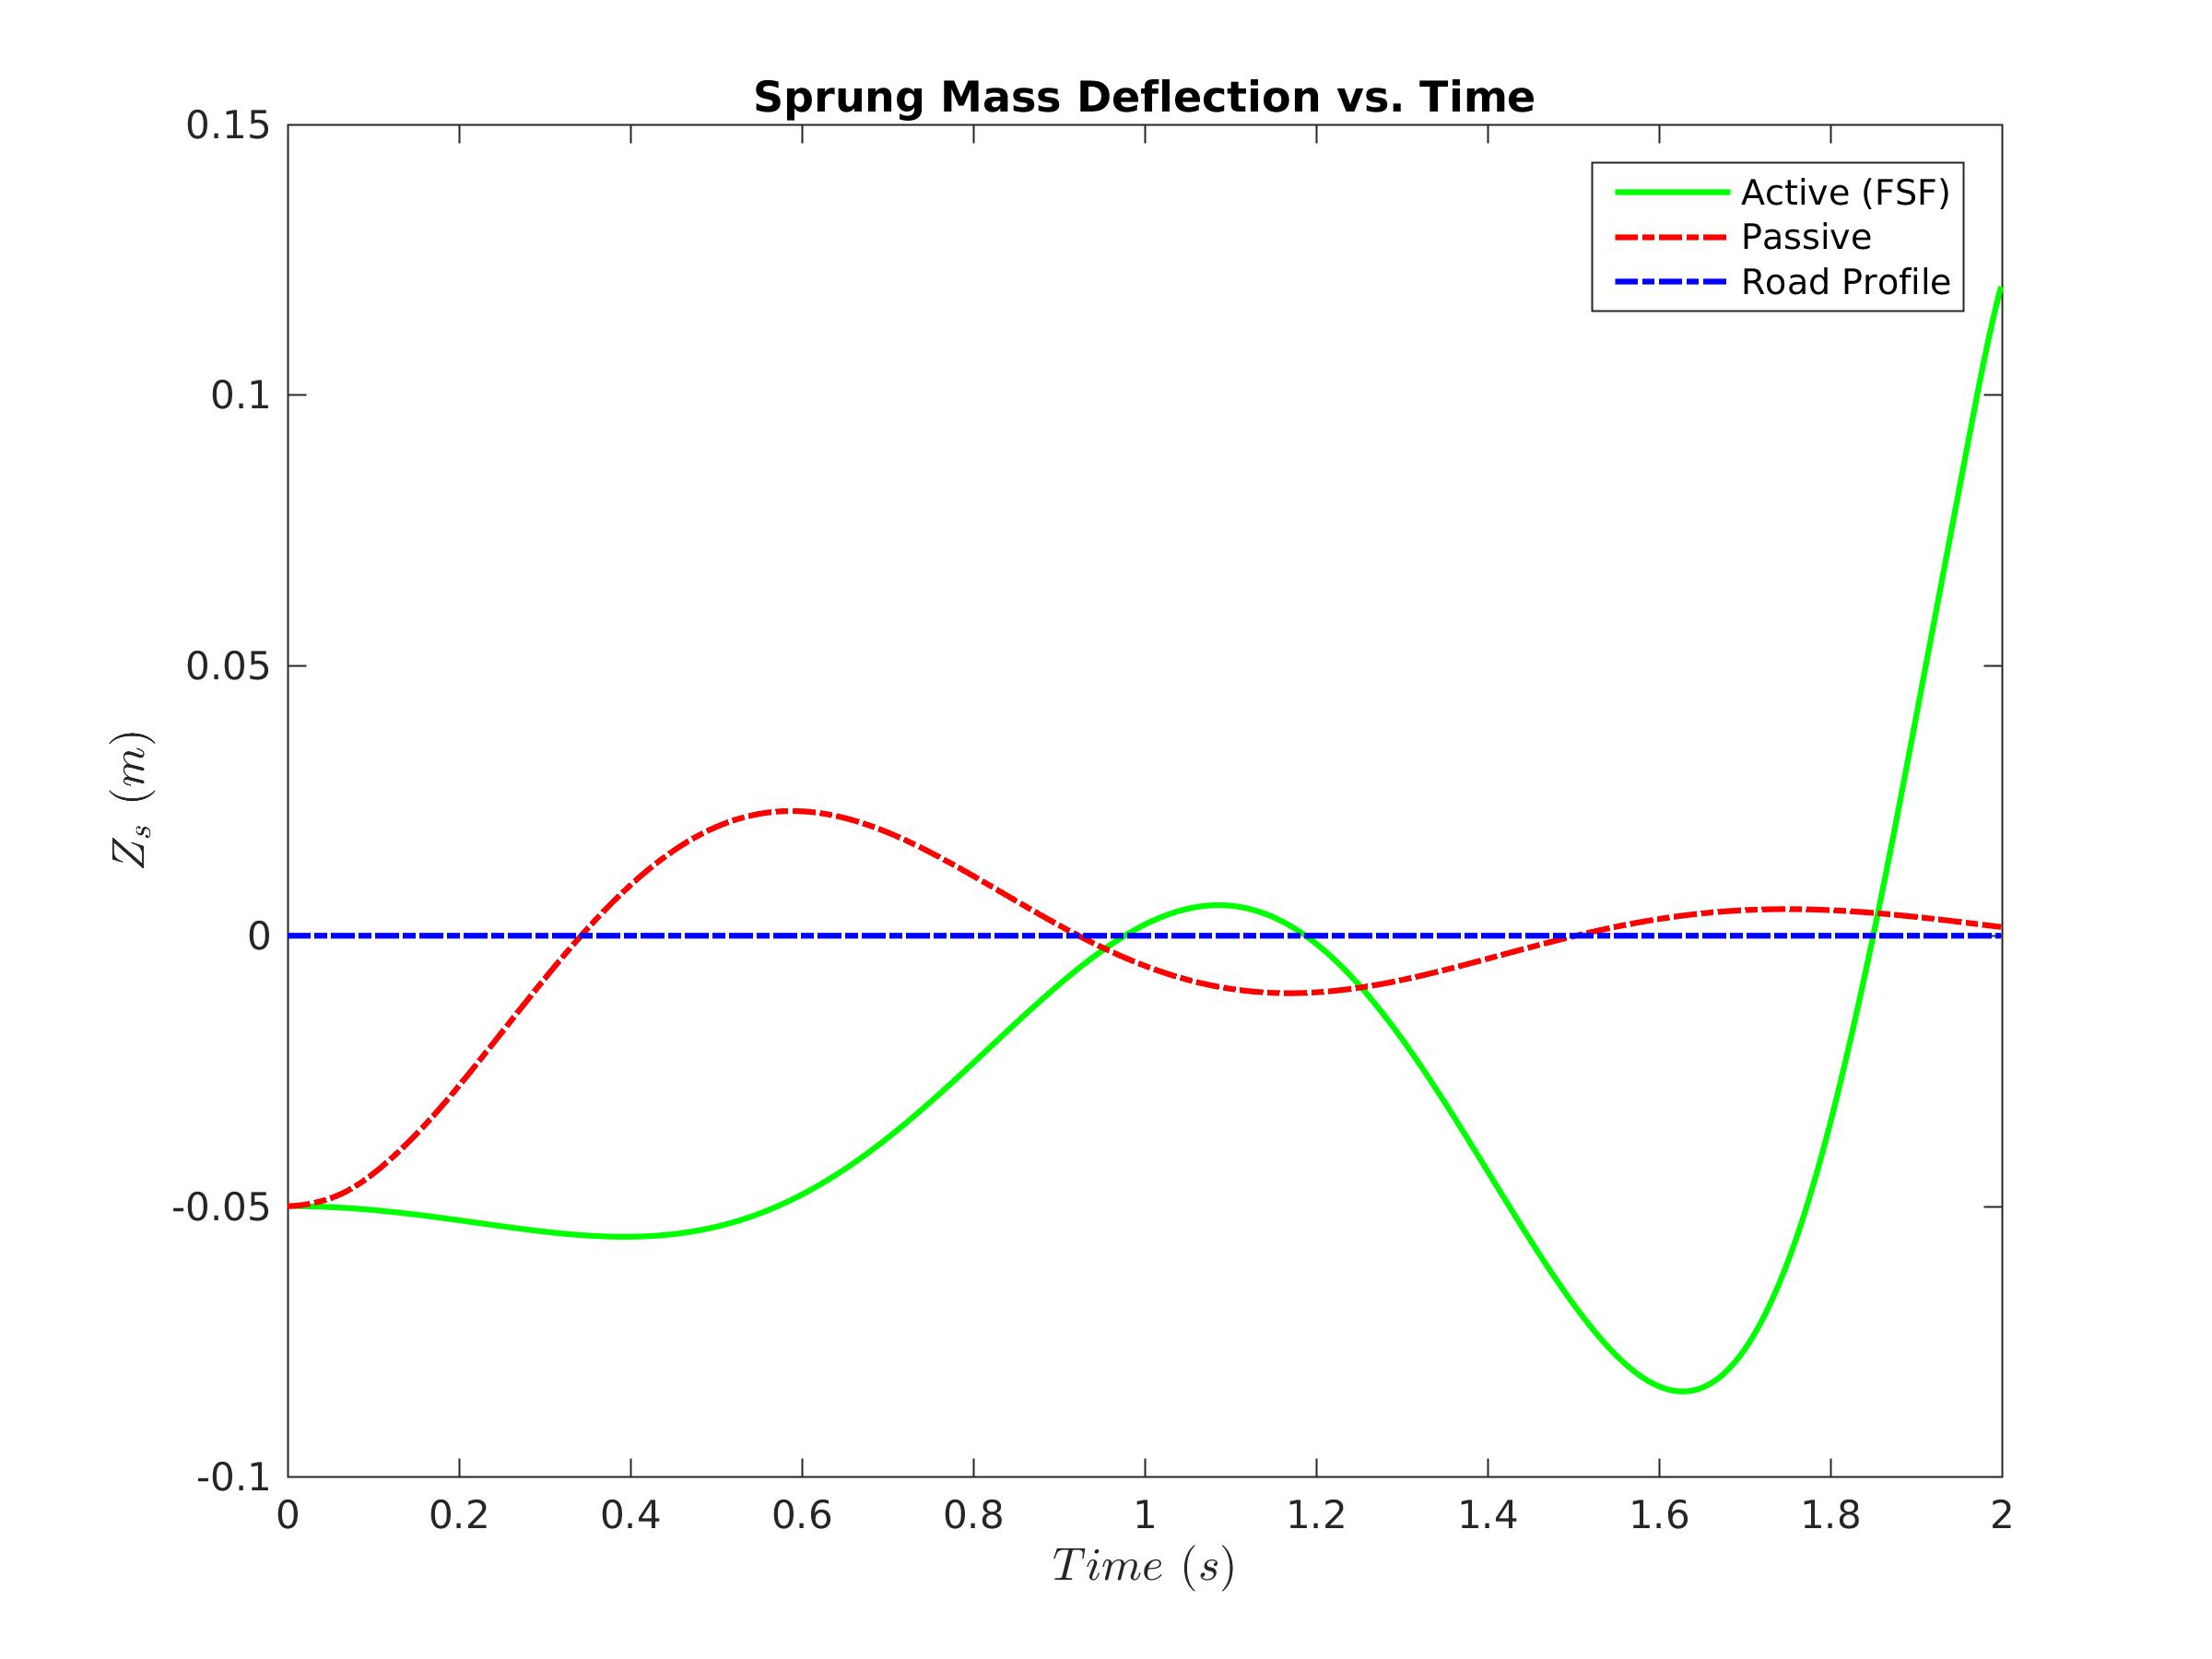 Sprung Mass Deflection vs. Time
0.15
0.1
0.05
0
-0.05
-0.1
Z_s (m)
Active (FSF)
Passive
Road Profile
0 0.2 0.4 0.6 0.8 1 1.2 1.4 1.6 1.8 2
Time (s)